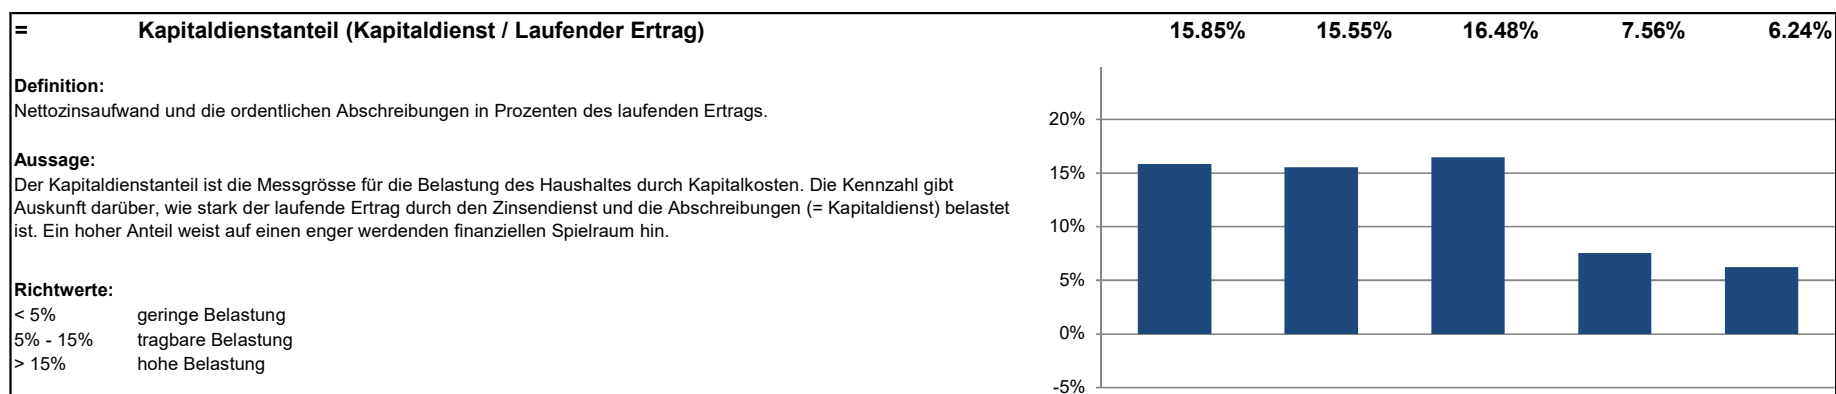 = Kapitaldienstanteil (Kapitaldienst / Laufender Ertrag) 15.85% 15.55% 16.48% 7.56% 6.24%
Definition:
Nettozinsaufwand und die ordentlichen Abschreibungen in Prozenten des laufenden Ertrags.
Aussage:
Der Kapitaldienstanteil ist die Messgrösse für die Belastung des Haushaltes durch Kapitalkosten. Die Kennzahl gibt
Auskunft darüber, wie stark der laufende Ertrag durch den Zinsendienst und die Abschreibungen (= Kapitaldienst) belastet
ist. Ein hoher Anteil weist auf einen enger werdenden finanziellen Spielraum hin.
Richtwerte:
< 5% geringe Belastung
5% - 15% tragbare Belastung
> 15% hohe Belastung
20%
15%
10%
5%
0%
-5%